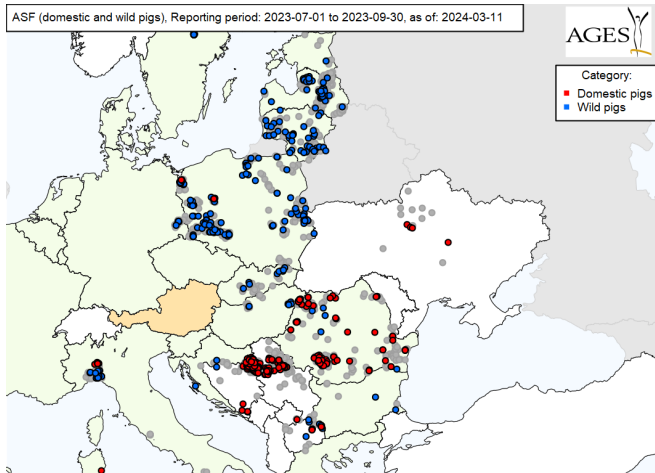 ASF (domestic and wild pigs), Reporting period: 2023-07-01 to 2023-09-30, as of: 2024-03-11
AGES
Category:
Domestic pigs
Wild pigs